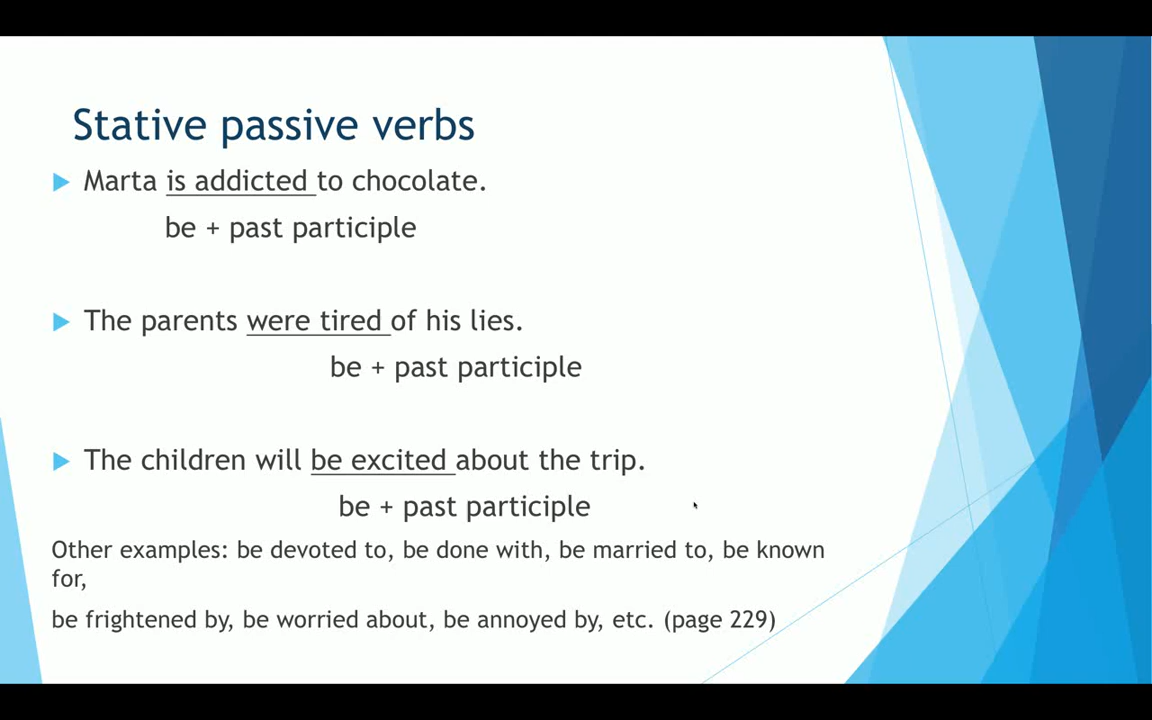 Stative passive verbs
Marta is addicted to chocolate.
be + past participle
The parents were tired of his lies.
be + past participle
The children will be excited about the trip.
be + past participle
Other examples: be devoted to, be done with, be married to, be known
for,
be frightened by, be worried about, be annoyed by, etc. (page 229)